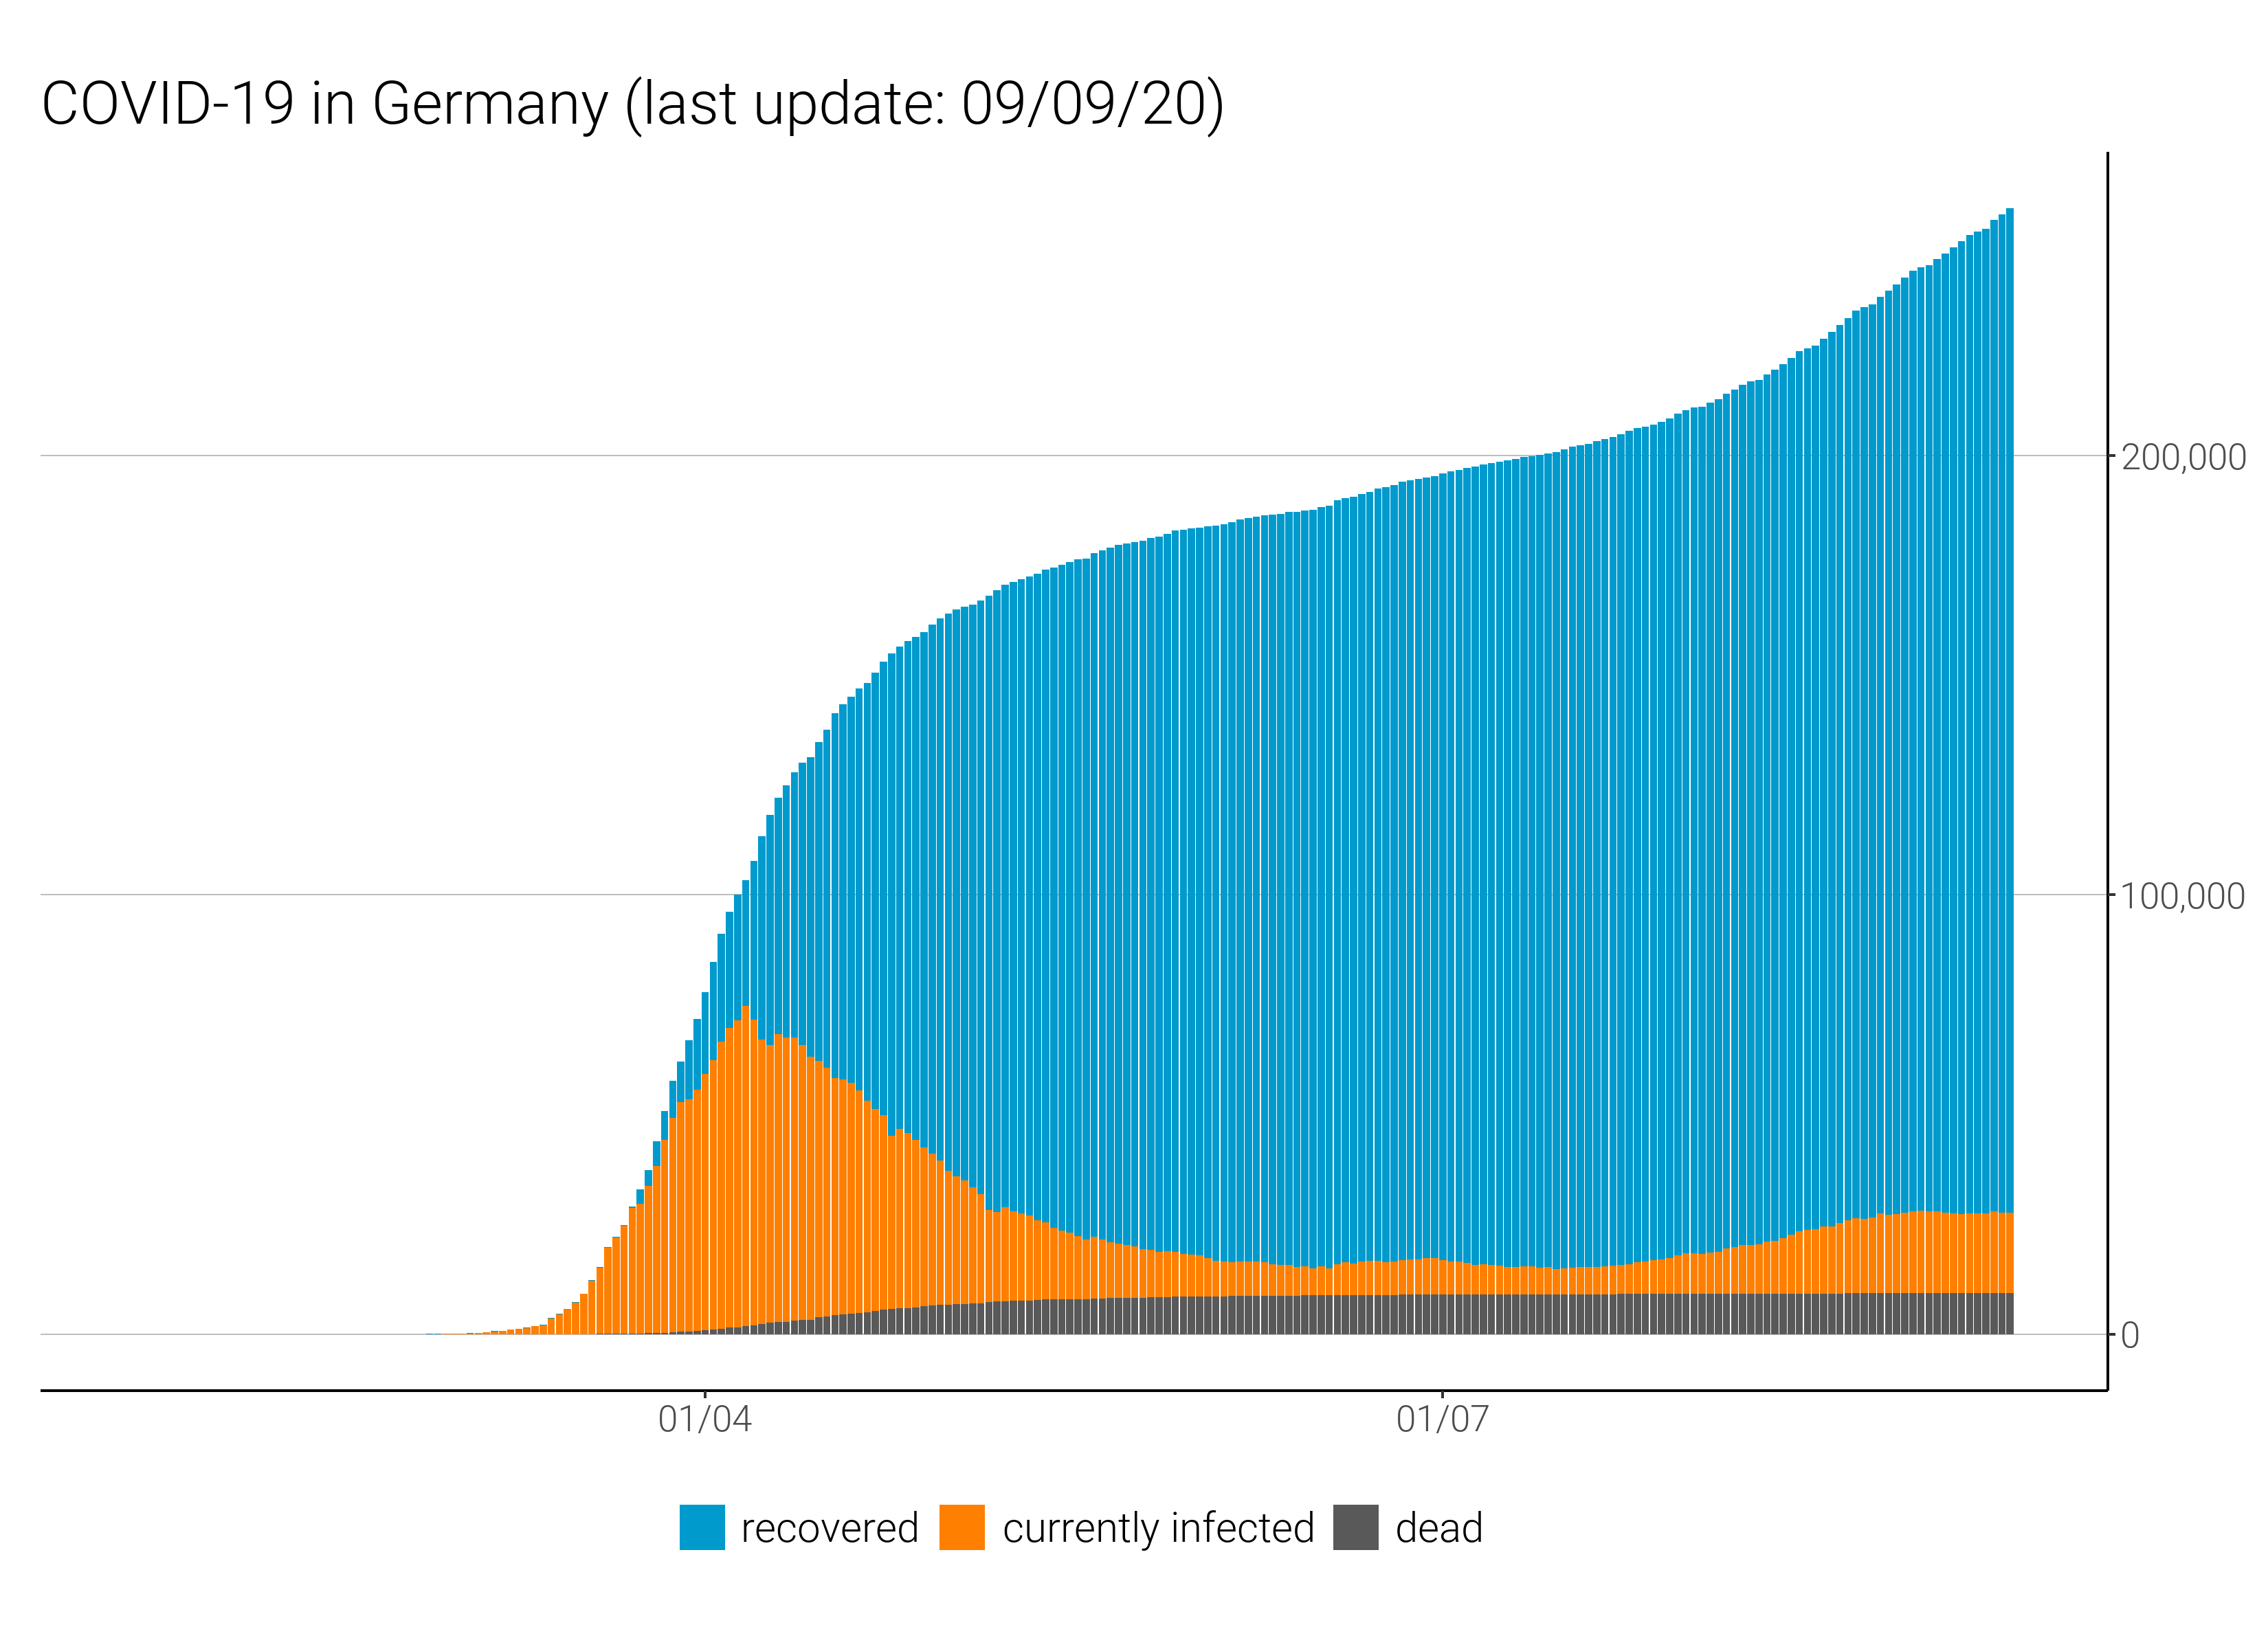 COVID-19 in Germany (last update: 09/09/20)
200,000
100,000
0
01/04 01/07
recovered currently infected dead